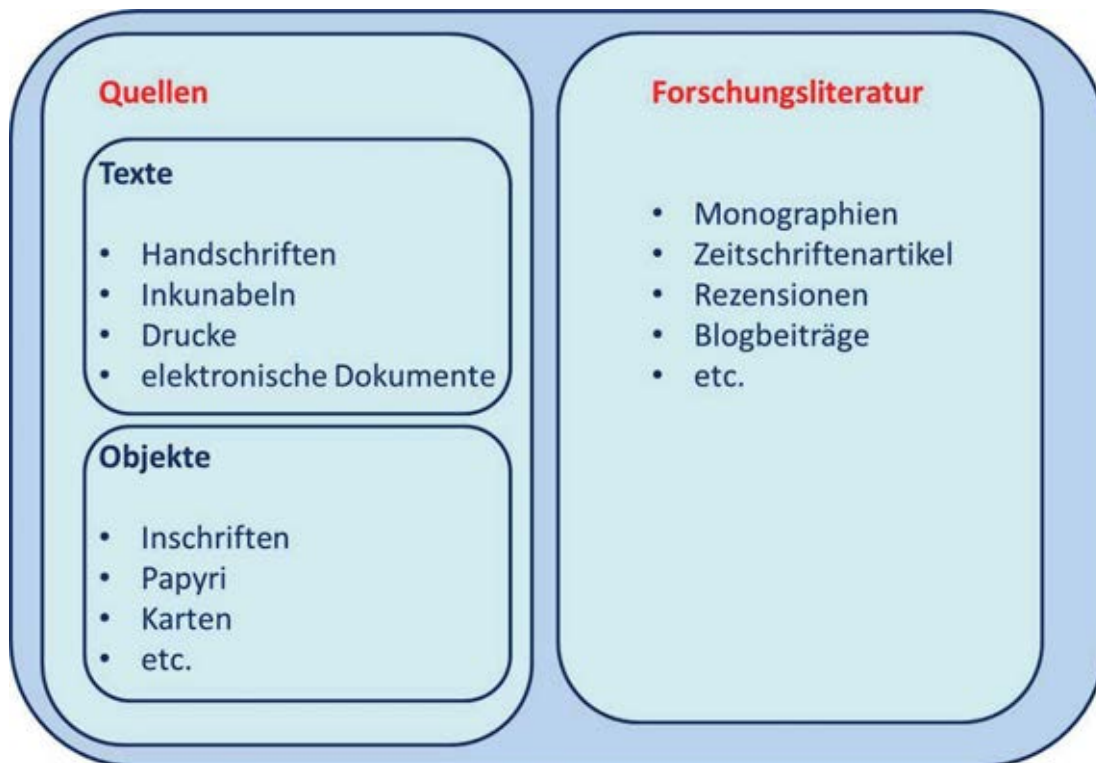 Quellen
Texte
• Handschriften
• Inkunabeln
• Drucke
• elektronische Dokumente
Objekte
• Inschriften
• Papyri
• Karten
• etc.
Forschungsliteratur
• Monographien
• Zeitschriftenartikel
• Rezensionen
• Blogbeiträge
• etc.